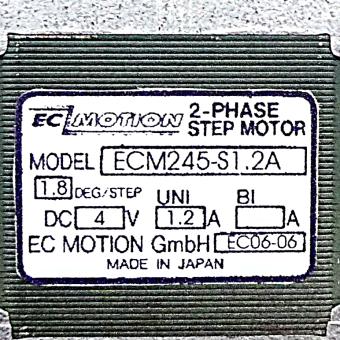 EC MOTION 2-PHASE
STEP MOTOR
MODEL ECM245-S1.2A
1.8 DEG/STEP UNI BI
DC 4 V 1.2 A A
EC MOTION GmbH EC06-06
MADE IN JAPAN